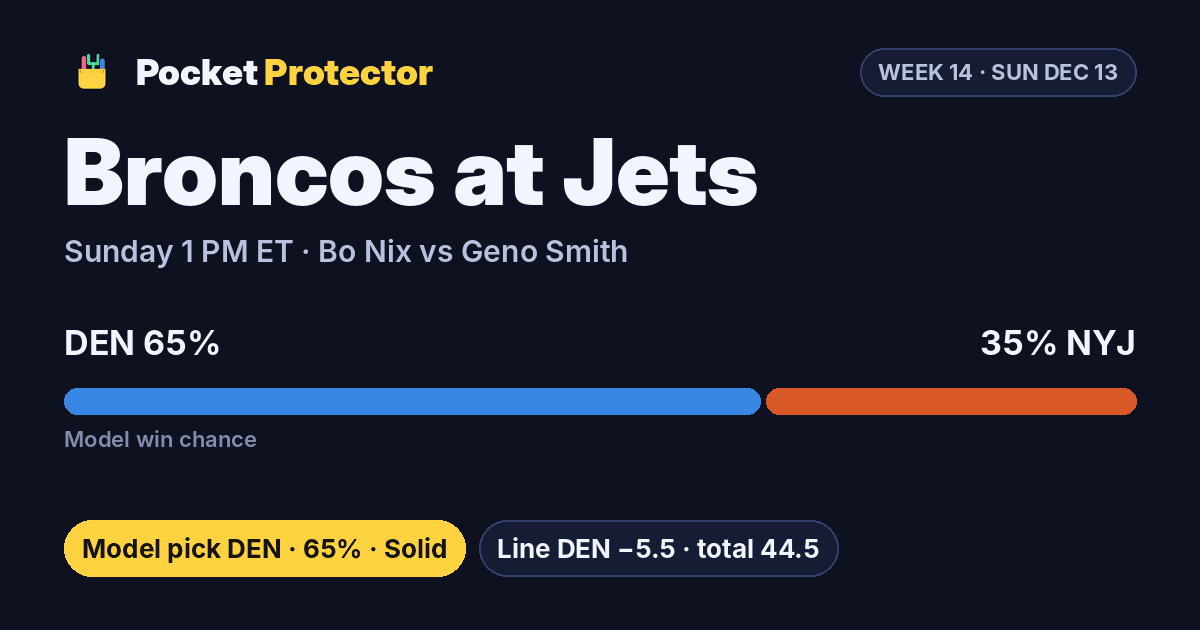 Pocket Protector
WEEK 14 · SUN DEC 13
Broncos at Jets
Sunday 1 PM ET · Bo Nix vs Geno Smith
DEN 65%
35% NYJ
Model win chance
Model pick DEN · 65% · Solid
Line DEN −5.5 · total 44.5